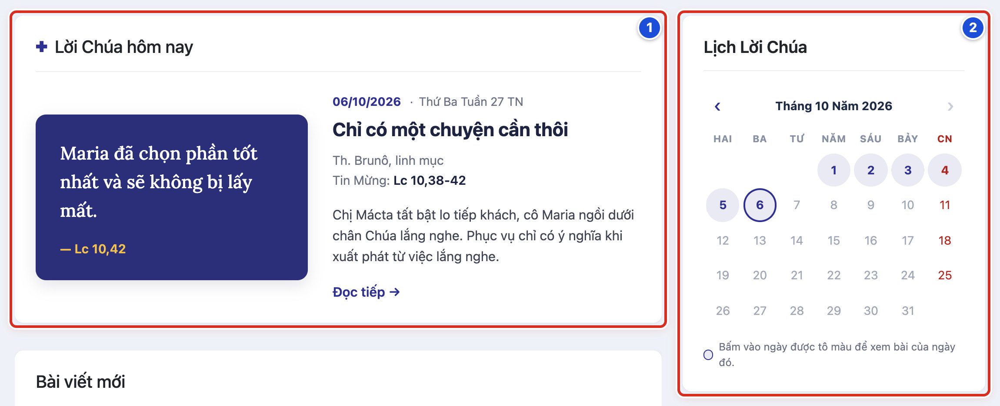 1
Lời Chúa hôm nay
Maria đã chọn phần tốt
nhất và sẽ không bị lấy
mất.
— Lc 10,42
06/10/2026 · Thứ Ba Tuần 27 TN
Chỉ có một chuyện cần thôi
Th. Brunô, linh mục
Tin Mừng: Lc 10,38-42
Chị Mácta tất bật lo tiếp khách, cô Maria ngồi dưới
chân Chúa lắng nghe. Phục vụ chỉ có ý nghĩa khi
xuất phát từ việc lắng nghe.
Đọc tiếp →
Bài viết mới
2
Lịch Lời Chúa
‹ Tháng 10 Năm 2026 ›
HAI BA TƯ NĂM SÁU BẢY CN
1 2 3 4
5 6 7 8 9 10 11
12 13 14 15 16 17 18
19 20 21 22 23 24 25
26 27 28 29 30 31
Bấm vào ngày được tô màu để xem bài của ngày
đó.